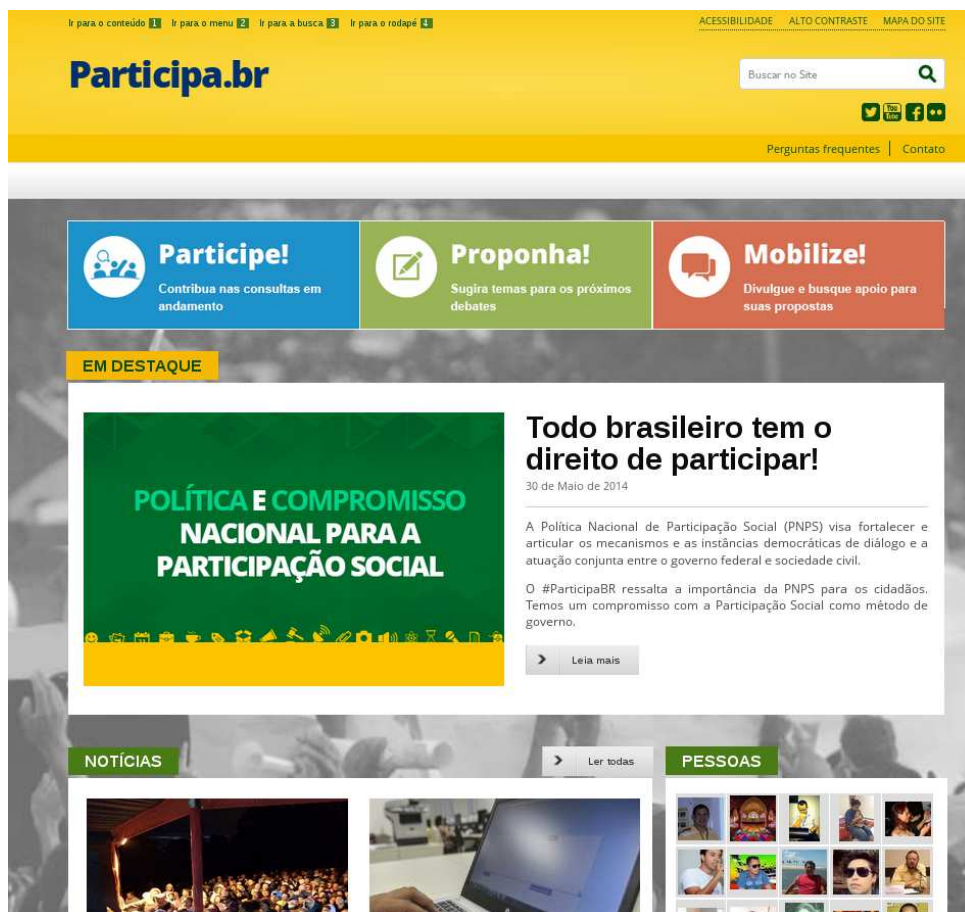 Ir para o conteúdo 1 Ir para o menu 2 Ir para a busca 3 Ir para o rodapé 4
ACESSIBILIDADE ALTO CONTRASTE MAPA DO SITE
Participa.br
Buscar no Site
You
Tube
Perguntas frequentes | Contato
Participe!
Contribua nas consultas em
andamento
Proponha!
Sugira temas para os próximos
debates
Mobilize!
Divulgue e busque apoio para
suas propostas
EM DESTAQUE
POLÍTICA E COMPROMISSO
NACIONAL PARA A
PARTICIPAÇÃO SOCIAL
Todo brasileiro tem o
direito de participar!
30 de Maio de 2014
A Política Nacional de Participação Social (PNPS) visa fortalecer e
articular os mecanismos e as instâncias democráticas de diálogo e a
atuação conjunta entre o governo federal e sociedade civil.
O #ParticipaBR ressalta a importância da PNPS para os cidadãos.
Temos um compromisso com a Participação Social como método de
governo.
Leia mais
NOTÍCIAS
Ler todas
PESSOAS